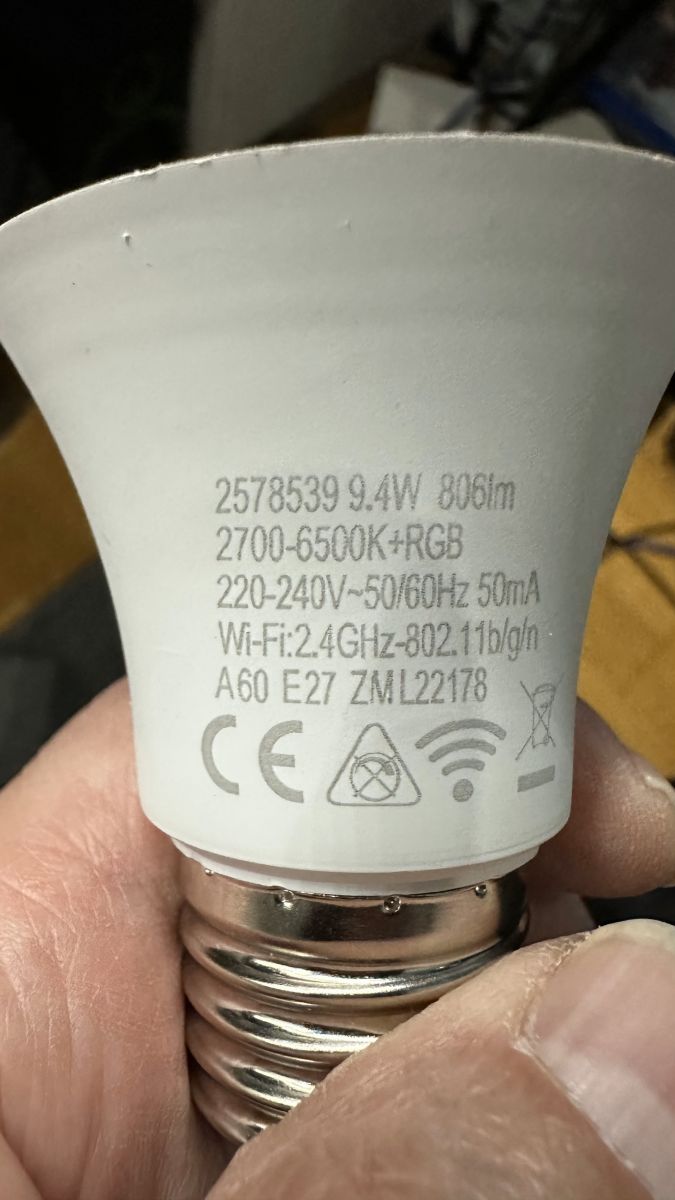 2578539 9.4W 806lm
2700-6500K+RGB
220-240V~50/60Hz 50mA
Wi-Fi:2.4GHz-802.11b/g/n
A60 E27 ZML22178
CE